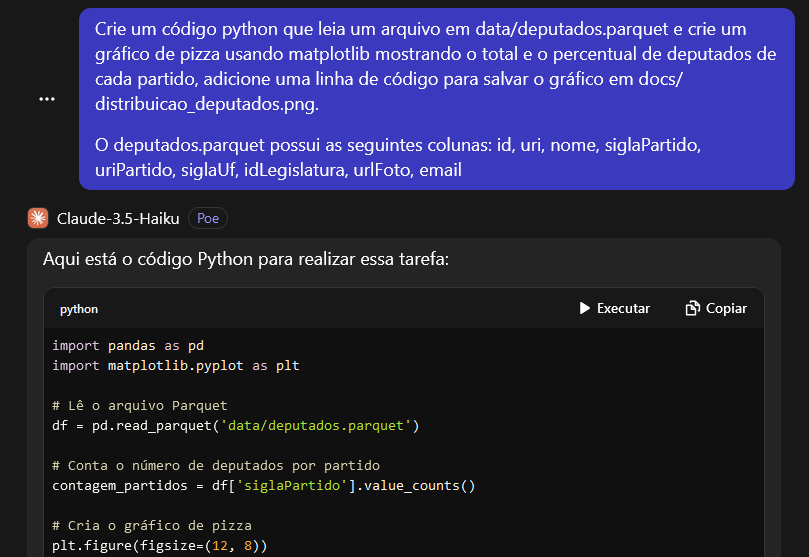 Crie um código python que leia um arquivo em data/deputados.parquet e crie um
gráfico de pizza usando matplotlib mostrando o total e o percentual de deputados de
cada partido, adicione uma linha de código para salvar o gráfico em docs/
distribuicao_deputados.png.
O deputados.parquet possui as seguintes colunas: id, uri, nome, siglaPartido,
uriPartido, siglaUf, idLegislatura, urlFoto, email
Claude-3.5-Haiku Poe
Aqui está o código Python para realizar essa tarefa:
python Executar Copiar
import pandas as pd
import matplotlib.pyplot as plt
# Lê o arquivo Parquet
df = pd.read_parquet('data/deputados.parquet')
# Conta o número de deputados por partido
contagem_partidos = df['siglaPartido'].value_counts()
# Cria o gráfico de pizza
plt.figure(figsize=(12, 8))